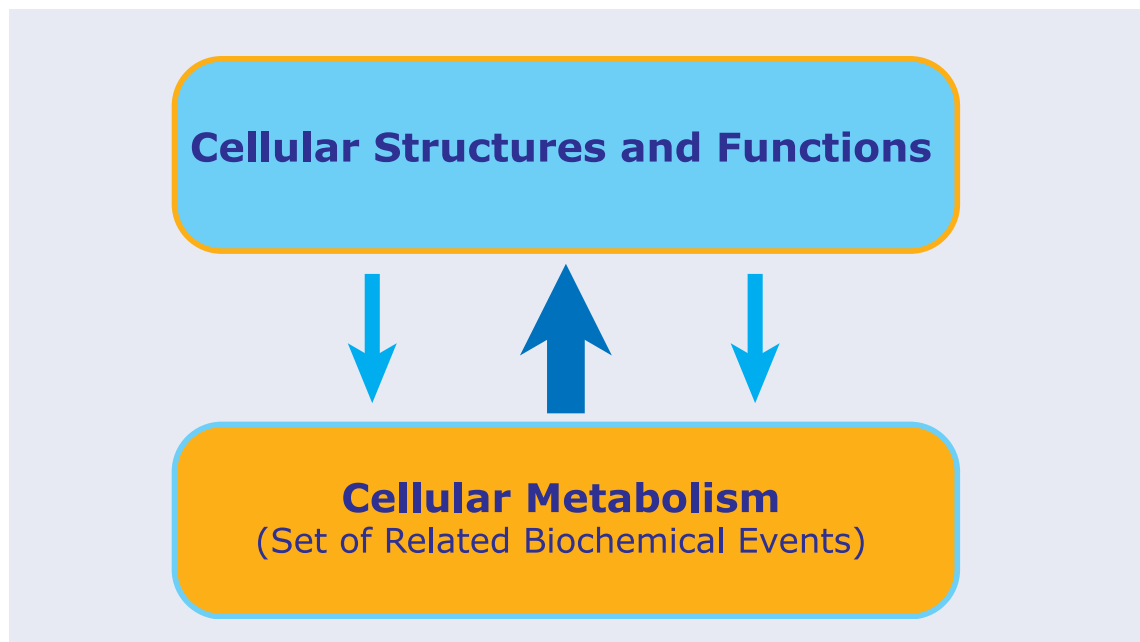 Cellular Structures and Functions
Cellular Metabolism
(Set of Related Biochemical Events)